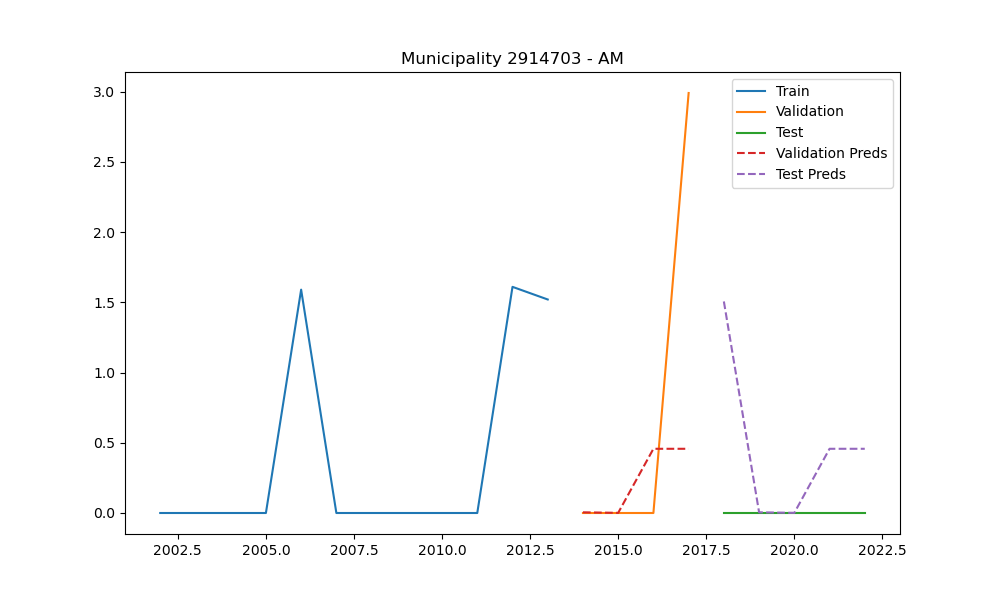 Municipality 2914703 - AM
3.0
2.5
2.0
1.5
1.0
0.5
0.0
Train
Validation
Test
Validation Preds
Test Preds
2002.5 2005.0 2007.5 2010.0 2012.5 2015.0 2017.5 2020.0 2022.5